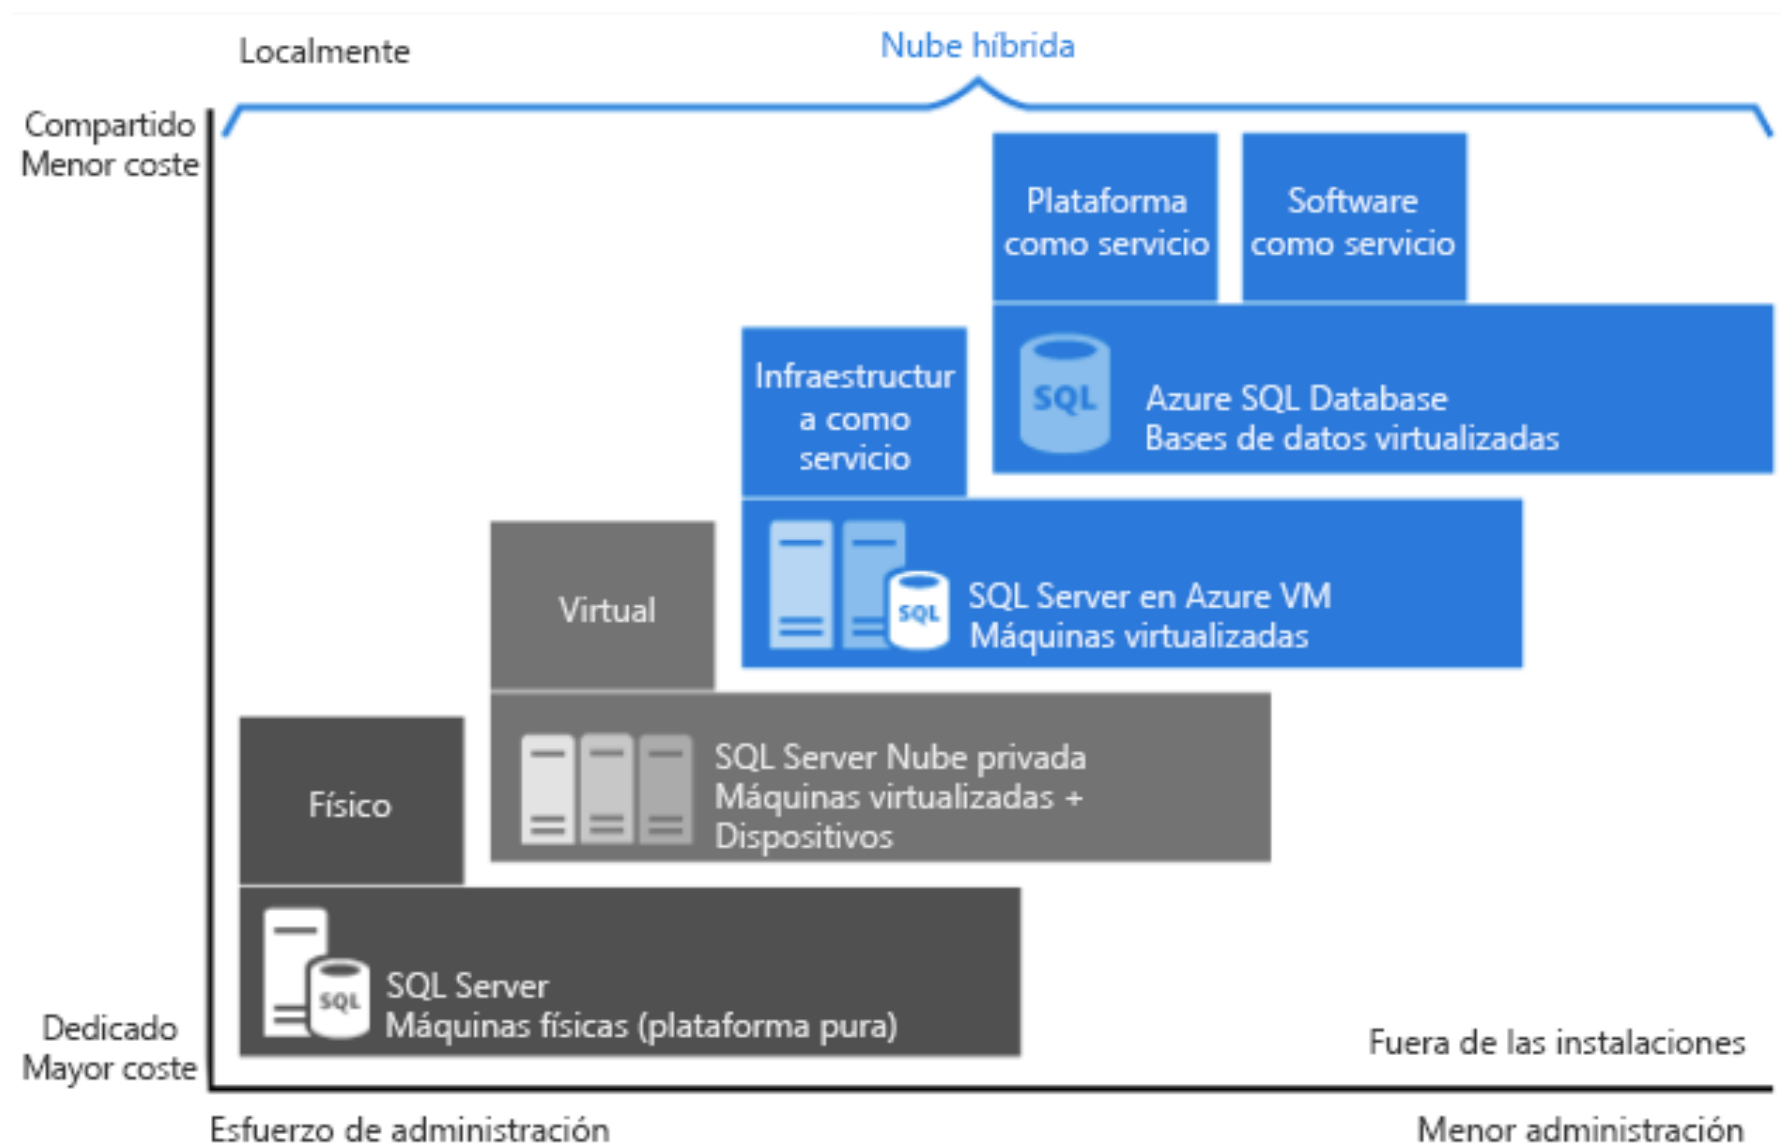 Localmente
Nube híbrida
Compartido
Menor coste
Plataforma
como servicio
Software
como servicio
Infraestructur
a como
servicio
SQL
Azure SQL Database
Bases de datos virtualizadas
Virtual
SQL
SQL Server en Azure VM
Máquinas virtualizadas
Físico
SQL Server Nube privada
Máquinas virtualizadas +
Dispositivos
SQL
SQL Server
Máquinas físicas (plataforma pura)
Dedicado
Mayor coste
Fuera de las instalaciones
Esfuerzo de administración
Menor administración